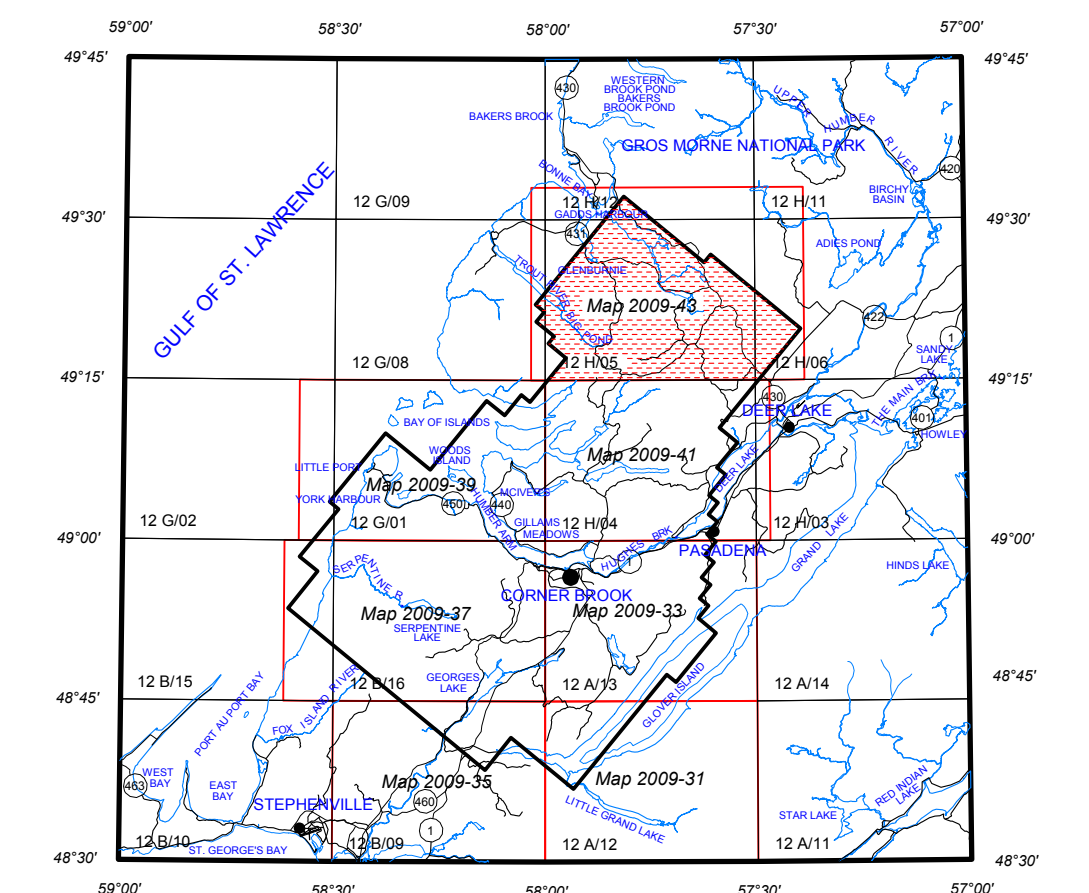 59°00'
58°30'
58°00'
57°30'
57°00'
49°45'
49°45'
430
WESTERN
BROOK POND
BAKERS
BROOK POND
BAKERS BROOK
UPPER
HUMBER
RIVER
GROS MORNE NATIONAL PARK
420
BONNE BAY
BIRCHY
BASIN
12 G/09
12 H/12
12 H/11
GULF OF ST. LAWRENCE
49°30'
GADDS HARBOUR
49°30'
431
ADIES POND
TROUT RIVER BIG POND
GLENBURNIE
Map 2009-43
422
1
SANDY
LAKE
12 G/08
12 H/05
12 H/06
49°15'
49°15'
THE MAIN BRK
430
DEER LAKE
401
BAY OF ISLANDS
HOWLEY
WOODS
ISLAND
Map 2009-41
LITTLE PORT
DEER LAKE
Map 2009-39
YORK HARBOUR
450
MCIVERS
440
HUMBER ARM
12 G/02
12 G/01
GILLAMS
MEADOWS
12 H/04
12 H/03
49°00'
HUGHES BRK
PASADENA
GRAND LAKE
49°00'
1
SERPENTINE R
HINDS LAKE
CORNER BROOK
Map 2009-37
Map 2009-33
SERPENTINE
LAKE
12 B/15
12 B/16
GEORGES
LAKE
12 A/13
12 A/14
48°45'
48°45'
PORT AU PORT BAY
FOX ISLAND RIVER
GLOVER ISLAND
WEST
BAY
463
EAST
BAY
Map 2009-35
Map 2009-31
STEPHENVILLE
460
1
LITTLE GRAND LAKE
STAR LAKE
RED INDIAN
LAKE
12 B/10
ST. GEORGE'S BAY
12 B/09
12 A/12
12 A/11
48°30'
48°30'
59°00'
58°30'
58°00'
57°30'
57°00'